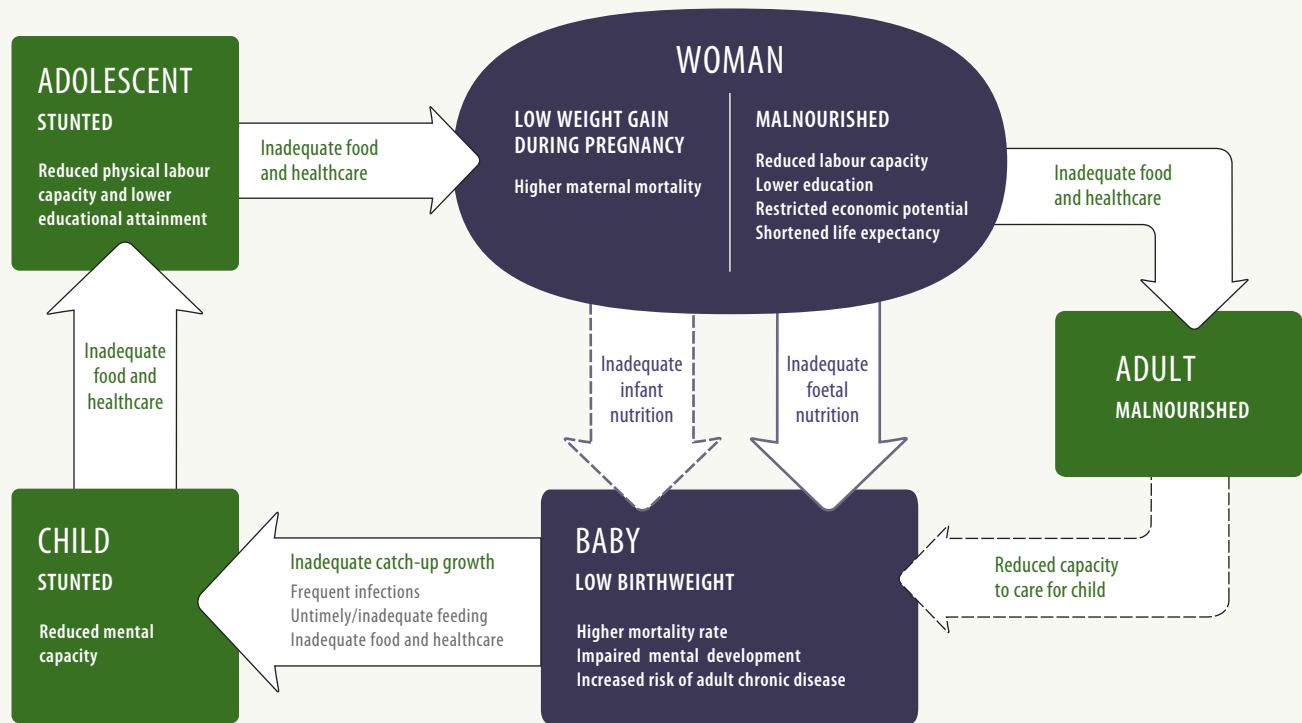 ADOLESCENT
STUNTED
Reduced physical labour
capacity and lower
educational attainment
Inadequate food
and healthcare
WOMAN
LOW WEIGHT GAIN
DURING PREGNANCY
Higher maternal mortality
MALNOURISHED
Reduced labour capacity
Lower education
Restricted economic potential
Shortened life expectancy
Inadequate food
and healthcare
Inadequate
food and
healthcare
Inadequate
infant
nutrition
Inadequate
foetal
nutrition
ADULT
MALNOURISHED
CHILD
STUNTED
Reduced mental
capacity
Inadequate catch-up growth
Frequent infections
Untimely/inadequate feeding
Inadequate food and healthcare
BABY
LOW BIRTHWEIGHT
Higher mortality rate
Impaired mental development
Increased risk of adult chronic disease
Reduced capacity
to care for child